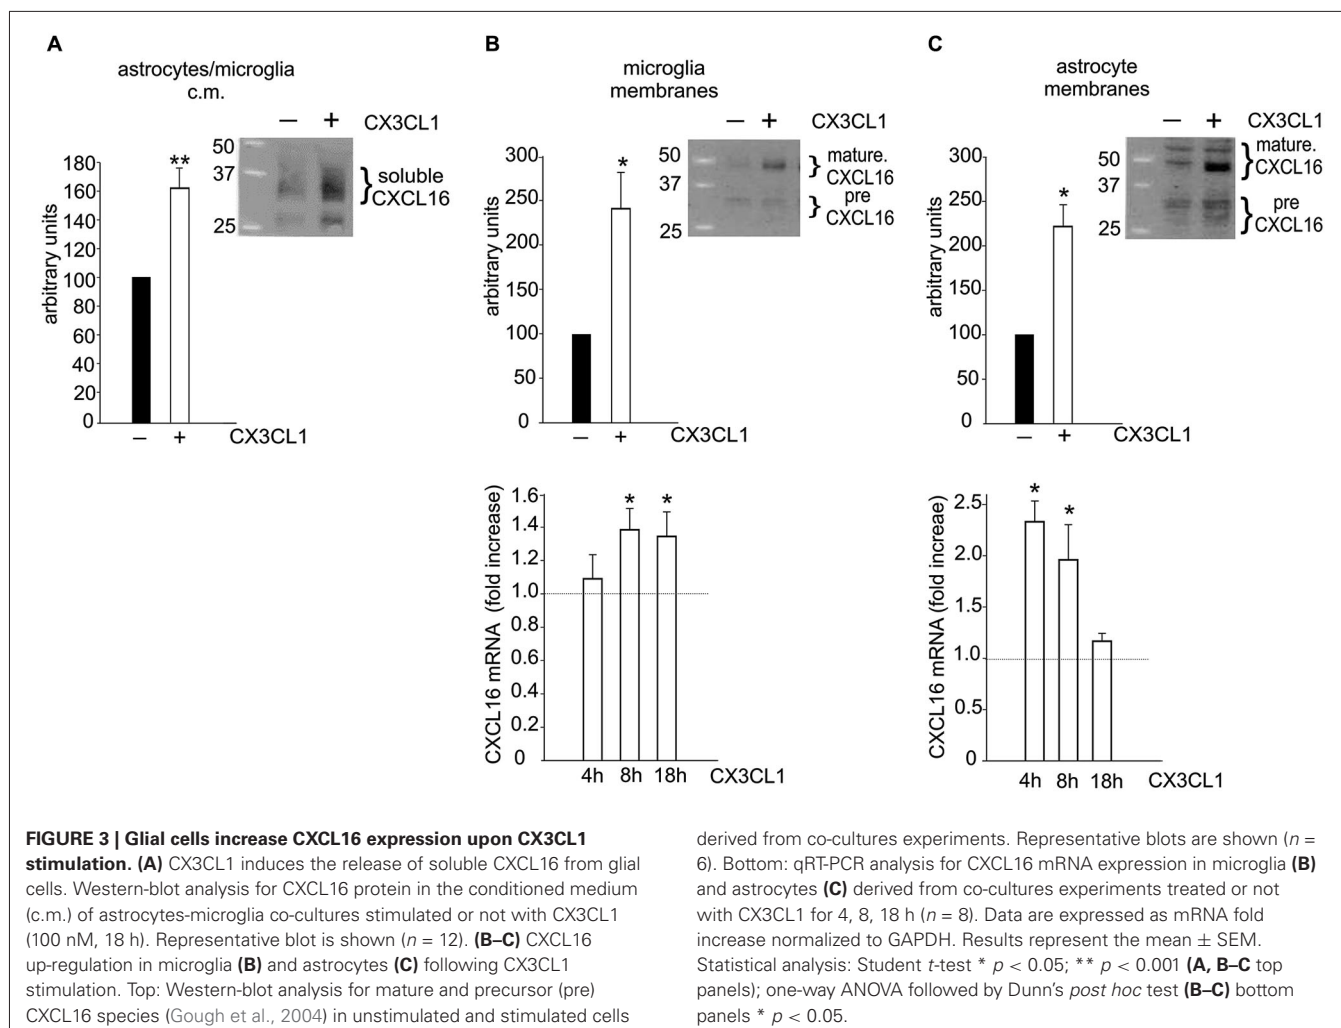 A
astrocytes/microglia
c.m.
– + CX3CL1
50
37
25
soluble
CXCL16
arbitrary units
180
160
140
120
100
80
60
40
20
0
**
– + CX3CL1
B
microglia
membranes
– + CX3CL1
50
37
25
mature.
CXCL16
pre
CXCL16
arbitrary units
300
250
200
150
100
50
0
*
– + CX3CL1
CXCL16 mRNA (fold increase)
1.6
1.4
1.2
1.0
0.8
0.6
0.4
0.2
0
* *
4h 8h 18h CX3CL1
C
astrocyte
membranes
– + CX3CL1
50
37
25
mature.
CXCL16
pre
CXCL16
arbitrary units
300
250
200
150
100
50
0
*
– + CX3CL1
CXCL16 mRNA (fold increae)
2.5
2.0
1.5
1.0
0.5
0
* *
4h 8h 18h CX3CL1
FIGURE 3 | Glial cells increase CXCL16 expression upon CX3CL1
stimulation. (A) CX3CL1 induces the release of soluble CXCL16 from glial
cells. Western-blot analysis for CXCL16 protein in the conditioned medium
(c.m.) of astrocytes-microglia co-cultures stimulated or not with CX3CL1
(100 nM, 18 h). Representative blot is shown (n = 12). (B–C) CXCL16
up-regulation in microglia (B) and astrocytes (C) following CX3CL1
stimulation. Top: Western-blot analysis for mature and precursor (pre)
CXCL16 species (Gough et al., 2004) in unstimulated and stimulated cells
derived from co-cultures experiments. Representative blots are shown (n =
6). Bottom: qRT-PCR analysis for CXCL16 mRNA expression in microglia (B)
and astrocytes (C) derived from co-cultures experiments treated or not
with CX3CL1 for 4, 8, 18 h (n = 8). Data are expressed as mRNA fold
increase normalized to GAPDH. Results represent the mean ± SEM.
Statistical analysis: Student t-test * p < 0.05; ** p < 0.001 (A, B–C top
panels); one-way ANOVA followed by Dunn's post hoc test (B–C) bottom
panels * p < 0.05.